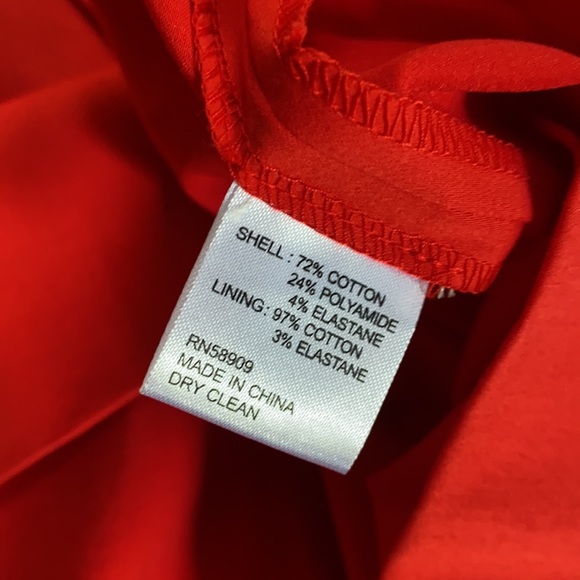 SHELL : 72% COTTON
24% POLYAMIDE
4% ELASTANE
LINING: 97% COTTON
3% ELASTANE
RN58909
MADE IN CHINA
DRY CLEAN